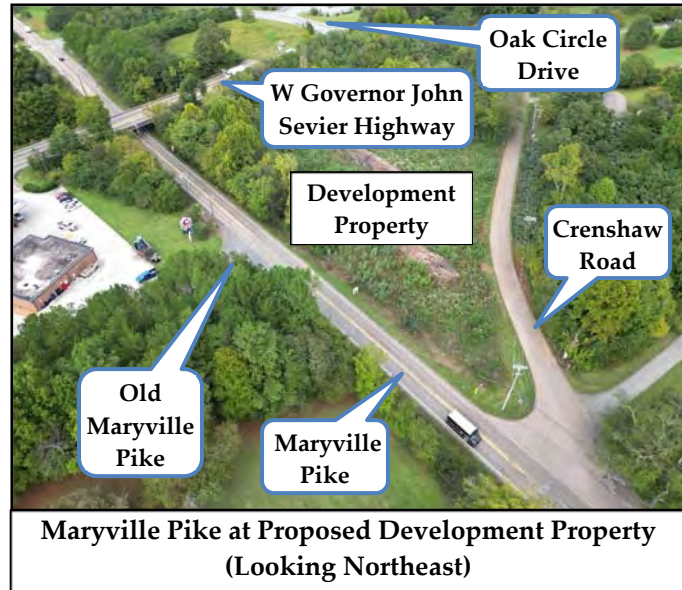 Oak Circle
Drive
W Governor John
Sevier Highway
Development
Property
Crenshaw
Road
Old
Maryville
Pike
Maryville
Pike
Maryville Pike at Proposed Development Property
(Looking Northeast)